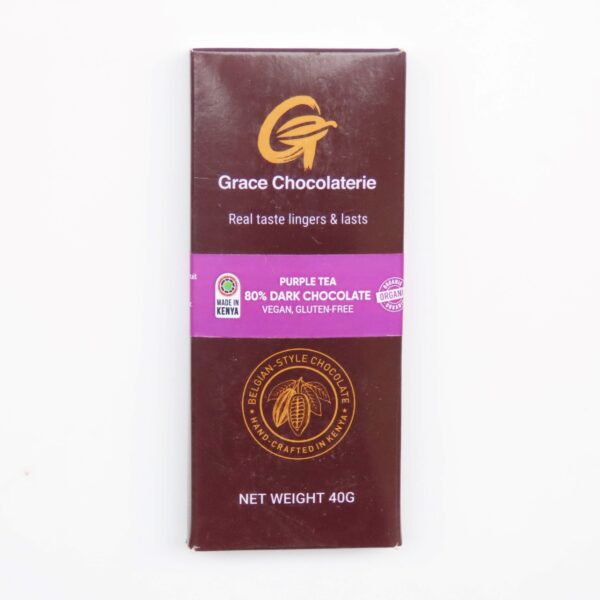 G
Grace Chocolaterie
Real taste lingers & lasts
MADE IN
KENYA
PURPLE TEA
80% DARK CHOCOLATE
VEGAN, GLUTEN-FREE
ORGANIC
BELGIAN-STYLE CHOCOLATE
HAND-CRAFTED IN KENYA
NET WEIGHT 40G